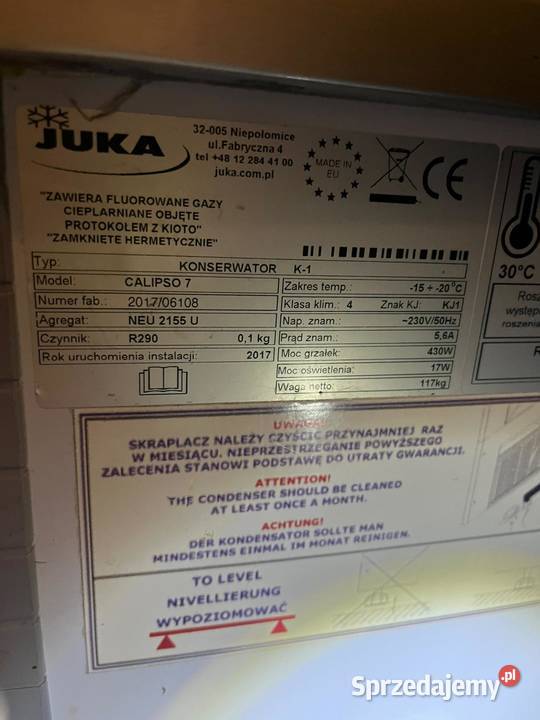 JUKA
32-005 Niepołomice
ul.Fabryczna 4
tel +48 12 284 41 00
juka.com.pl
MADE IN
EU
CE
"ZAWIERA FLUOROWANE GAZY
CIEPLARNIANE OBJĘTE
PROTOKOŁEM Z KIOTO"
"ZAMKNIĘTE HERMETYCZNIE"
Typ: KONSERWATOR K-1
Model: CALIPSO 7
Numer fab.: 2017/06108
Agregat: NEU 2155 U
Czynnik: R290 0,1 kg
Rok uruchomienia instalacji: 2017
Zakres temp.: -15 ÷ -20°C
Klasa klim.: 4 Znak KJ: KJ1
Nap. znam.: ~230V/50Hz
Prąd znam.: 5,6A
Moc grzałek: 430W
Moc oświetlenia: 17W
Waga netto: 117kg
30°C
Rosz
występ
roszenia
R
UWAGA!
SKRAPLACZ NALEŻY CZYŚCIĆ PRZYNAJMNIEJ RAZ
W MIESIĄCU. NIEPRZESTRZEGANIE POWYŻSZEGO
ZALECENIA STANOWI PODSTAWĘ DO UTRATY GWARANCJI.
ATTENTION!
THE CONDENSER SHOULD BE CLEANED
AT LEAST ONCE A MONTH.
ACHTUNG!
DER KONDENSATOR SOLLTE MAN
MINDESTENS EINMAL IM MONAT REINIGEN.
TO LEVEL
NIVELLIERUNG
WYPOZIOMOWAĆ
Sprzedajemy.pl